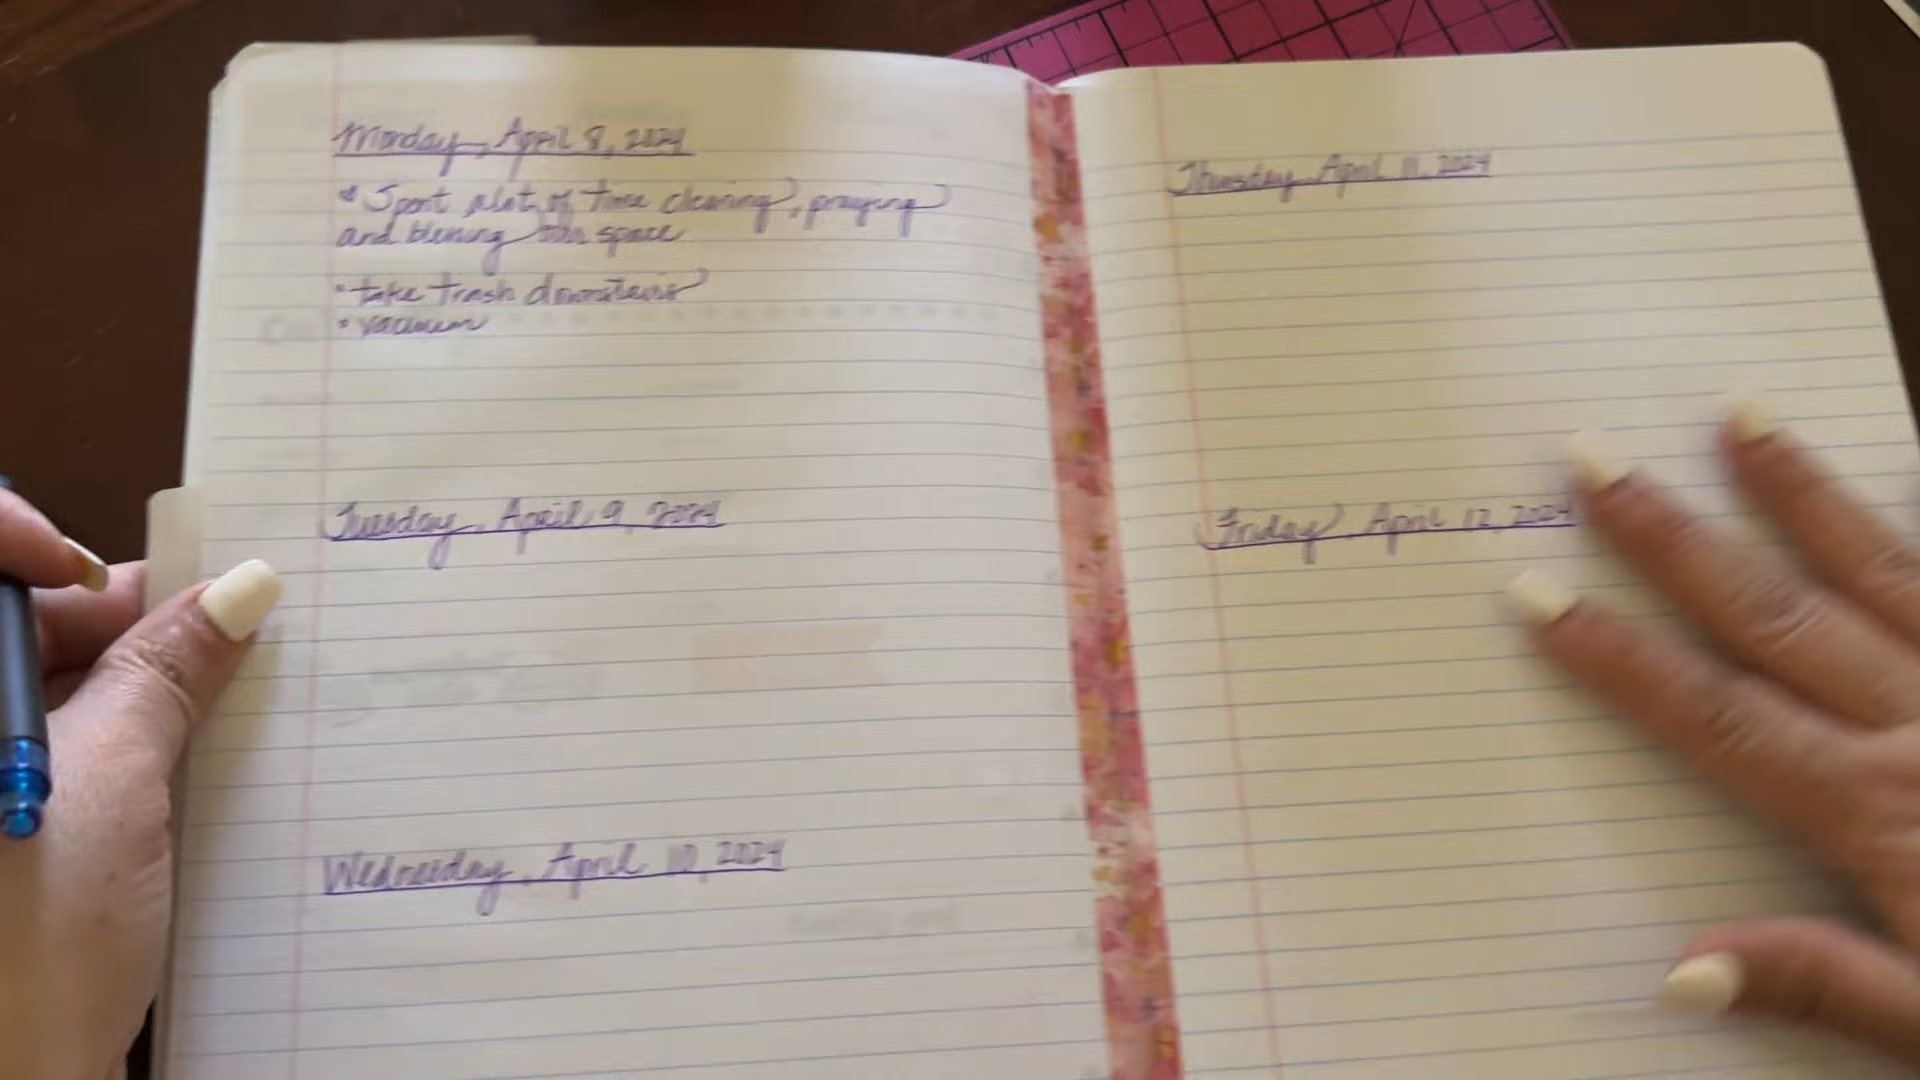 Monday, April 8, 2024
Spent alot of time cleaning, praying
and blessing this space
• take trash downstairs
• vacuum
Tuesday, April 9, 2024
Wednesday, April 10, 2024
Thursday, April 11, 2024
Friday, April 12, 2024